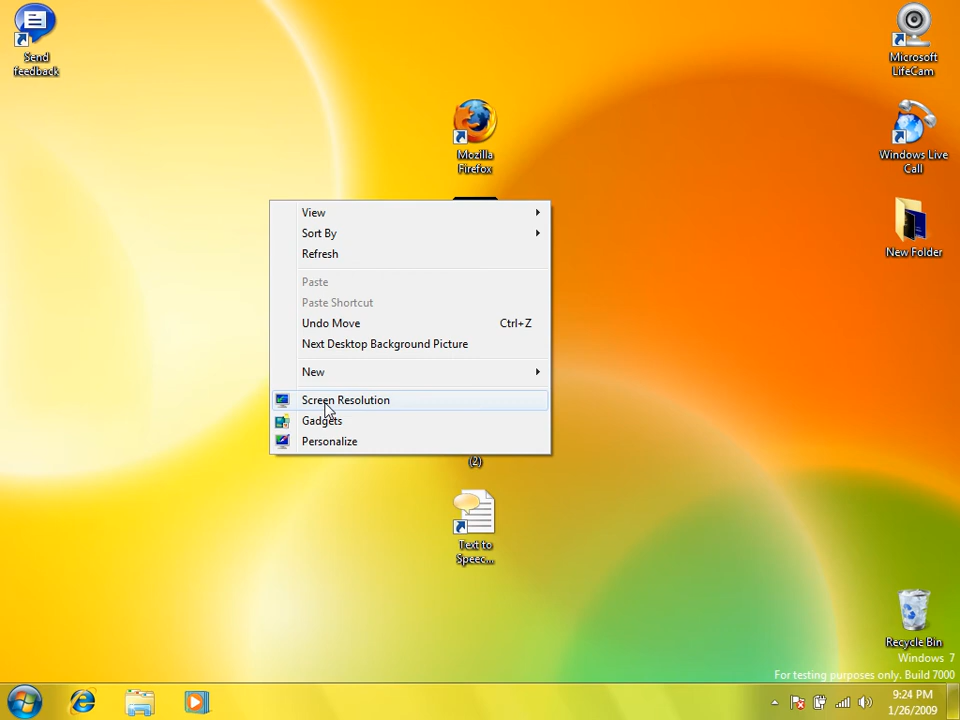 Send
feedback
Microsoft
LifeCam
Mozilla
Firefox
Windows Live
Call
New Folder
View
Sort By
Refresh
Paste
Paste Shortcut
Undo Move Ctrl+Z
Next Desktop Background Picture
New
Screen Resolution
Gadgets
Personalize
(2)
Text to
Speec...
Recycle Bin
Windows 7
For testing purposes only. Build 7000
9:24 PM
1/26/2009